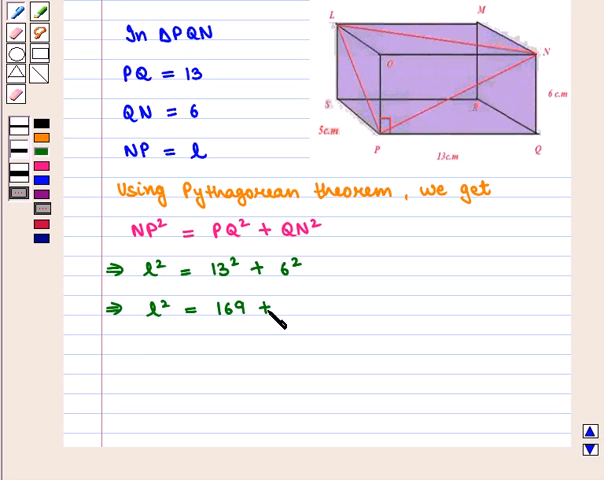 In ΔPQN
PQ = 13
QN = 6
NP = l
Using Pythagorean theorem, we get
NP² = PQ² + QN²
⇒ l² = 13² + 6²
⇒ l² = 169 +
L
M
O
N
S
R
6 c.m
5c.m
P
Q
13c.m